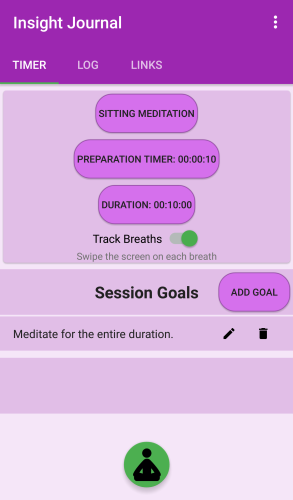 Insight Journal
TIMER LOG LINKS
SITTING MEDITATION
PREPARATION TIMER: 00:00:10
DURATION: 00:10:00
Track Breaths
Swipe the screen on each breath
Session Goals ADD GOAL
Meditate for the entire duration.